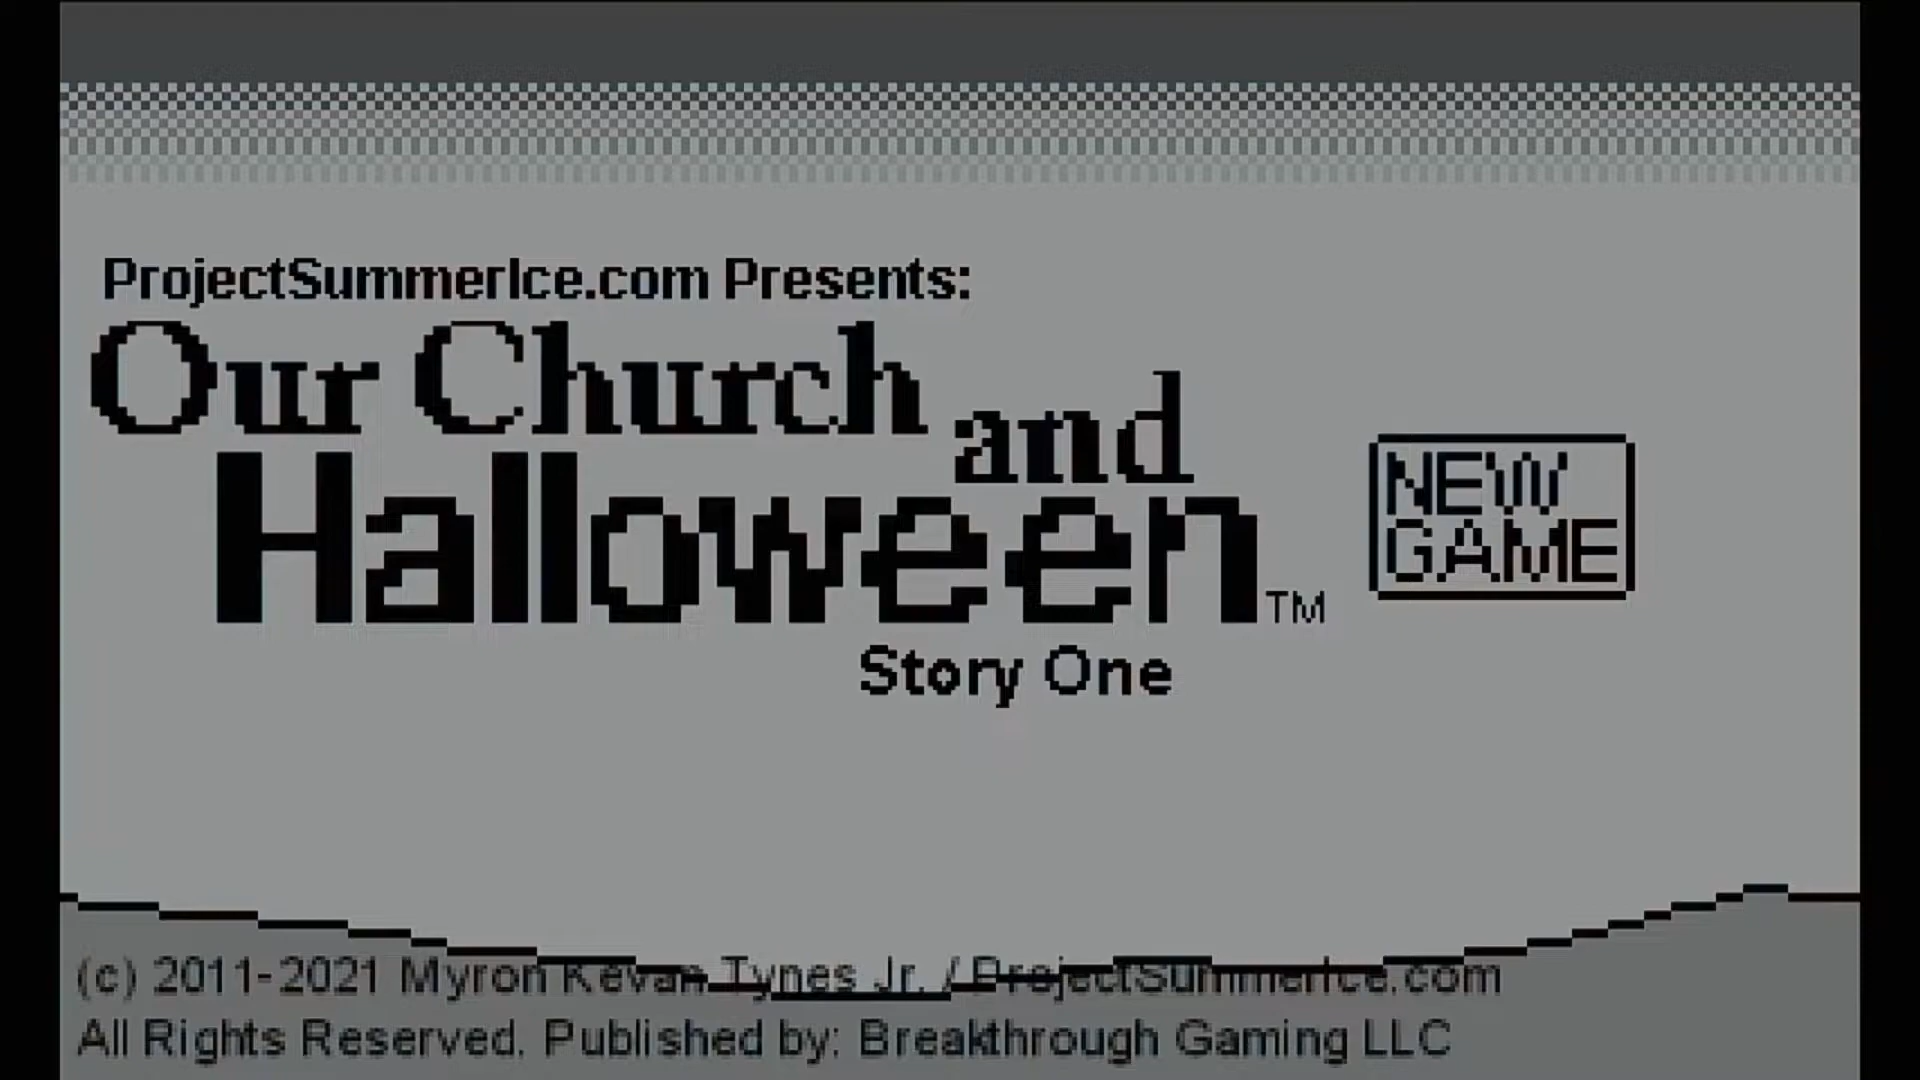 ProjectSummerIce.com Presents:
Our Church and
Halloween™
Story One
NEW
GAME
(c) 2011-2021 Myron Kevan Tynes Jr. / ProjectSummerIce.com
All Rights Reserved. Published by: Breakthrough Gaming LLC